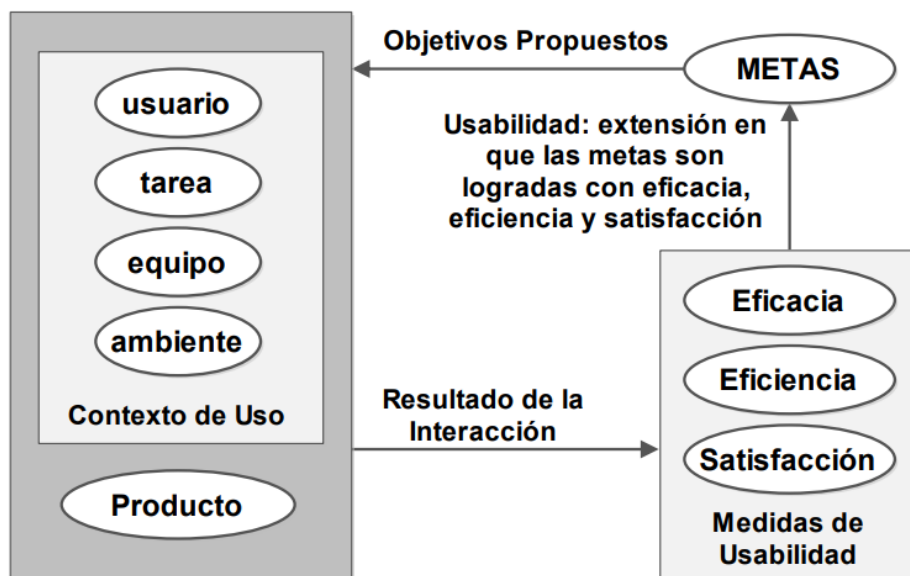 usuario
tarea
equipo
ambiente
Contexto de Uso
Producto
Objetivos Propuestos
METAS
Usabilidad: extensión en
que las metas son
logradas con eficacia,
eficiencia y satisfacción
Resultado de la
Interacción
Eficacia
Eficiencia
Satisfacción
Medidas de
Usabilidad